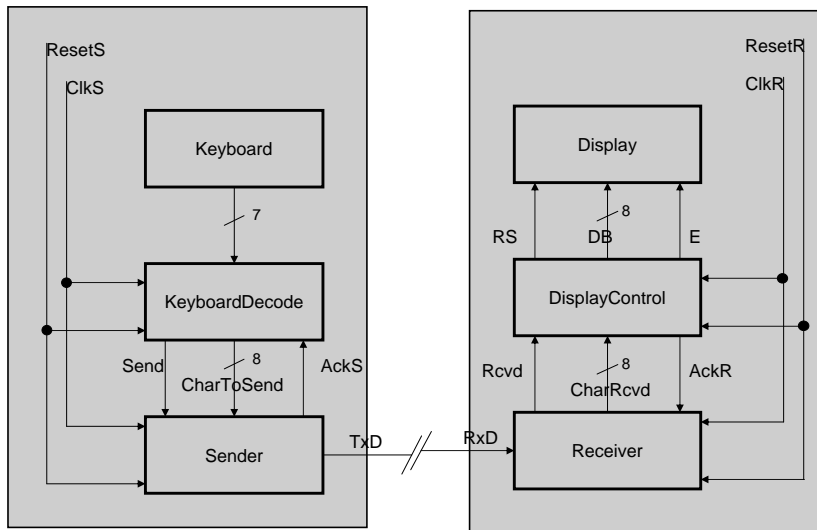 ResetS
ClkS
Keyboard
7
KeyboardDecode
Send
8
CharToSend
AckS
Sender
TxD
ResetR
ClkR
Display
RS
8
DB
E
DisplayControl
Rcvd
8
CharRcvd
AckR
RxD
Receiver